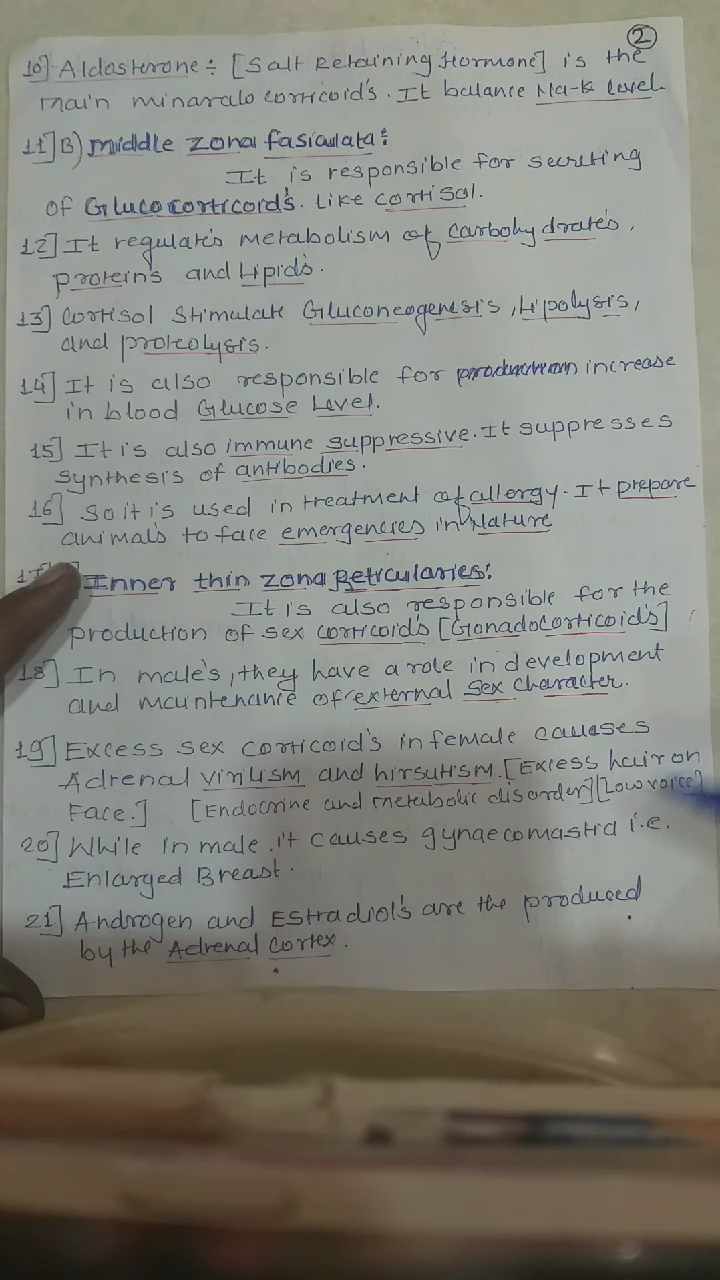 2
10] Aldosterone ÷ [Salt Retaining Hormone] is the
main minaralo corticoid's. It balance Na-K Level.
11] B) middle zona fasiculata:
It is responsible for secreting
of Glucocorticoid's. Like cortisol.
12] It regulate's metabolism of carbohydrate's,
protein's and Lipid's.
13] Cortisol Stimulate Gluconeogenesis, Lipolysis,
and proteolysis.
14] It is also responsible for increase
in blood Glucose Level.
15] It is also immune suppressive. It suppresses
synthesis of antibodies.
16] So it is used in treatment of allergy. It prepare
animal's to face emergencies in Nature
Inner thin zona Reticularies:
It is also responsible for the
production of sex corticoid's [Gonadocorticoid's]
18] In male's, they have a role in development
and maintenance of external sex character.
19] Excess sex corticoid's in female causes
Adrenal virilism and hirsutism. [Excess hair on
Face.] [Endocrine and metabolic disorder] [Low voice]
20] While in male it causes gynaecomastia i.e.
Enlarged Breast.
21] Androgen and Estradiol's are the produced
by the Adrenal Cortex.